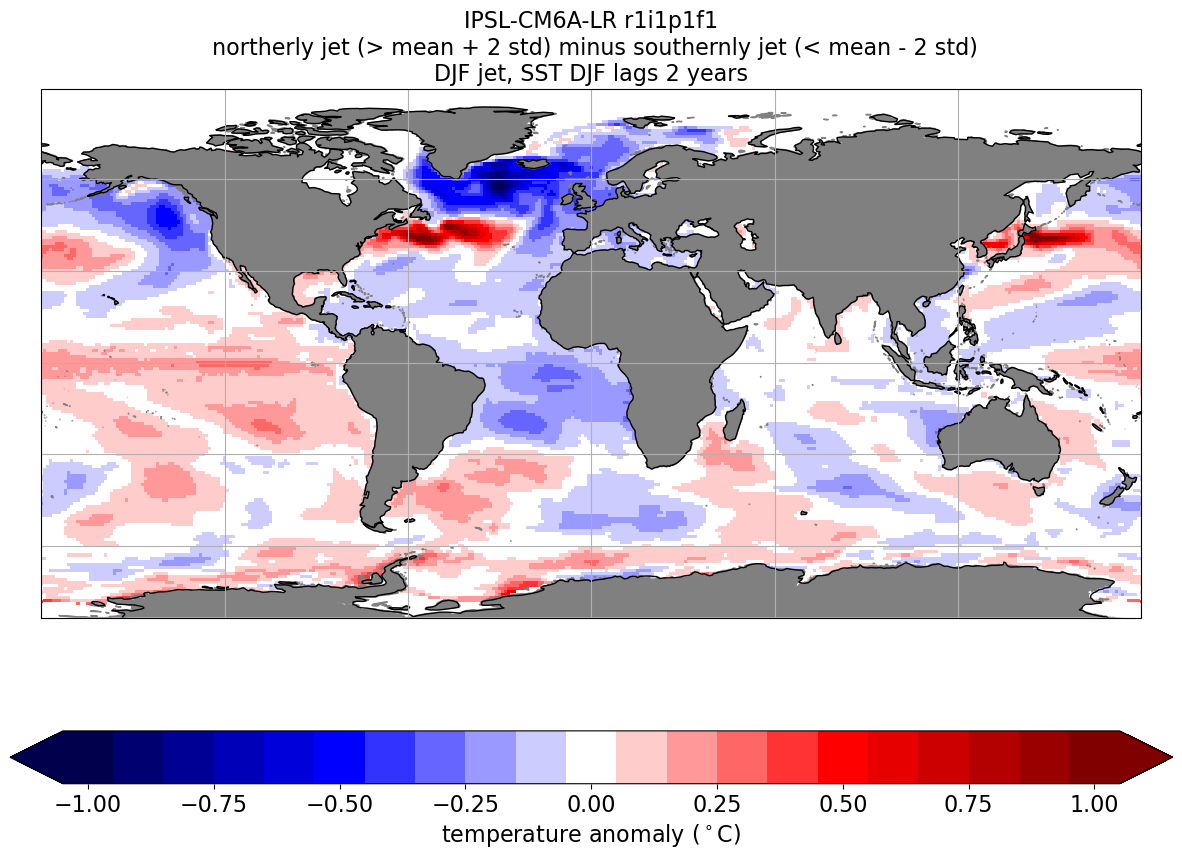 IPSL-CM6A-LR r1i1p1f1
northerly jet (> mean + 2 std) minus southernly jet (< mean - 2 std)
DJF jet, SST DJF lags 2 years
−1.00 −0.75 −0.50 −0.25 0.00 0.25 0.50 0.75 1.00
temperature anomaly (°C)